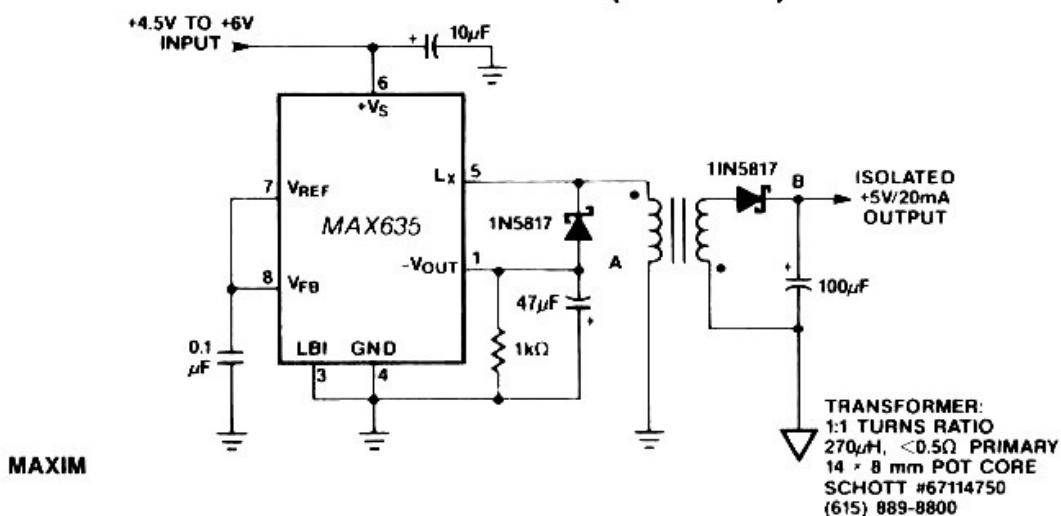 +4.5V TO +6V
INPUT
+
10µF
6
+VS
LX
5
7
VREF
MAX635
1N5817
-VOUT
1
8
VFB
47µF
+
A
1IN5817
B
ISOLATED
+5V/20mA
OUTPUT
+
100µF
0.1
µF
LBI
GND
3
4
1kΩ
MAXIM
TRANSFORMER:
1:1 TURNS RATIO
270µH, <0.5Ω PRIMARY
14 × 8 mm POT CORE
SCHOTT #67114750
(615) 889-8800